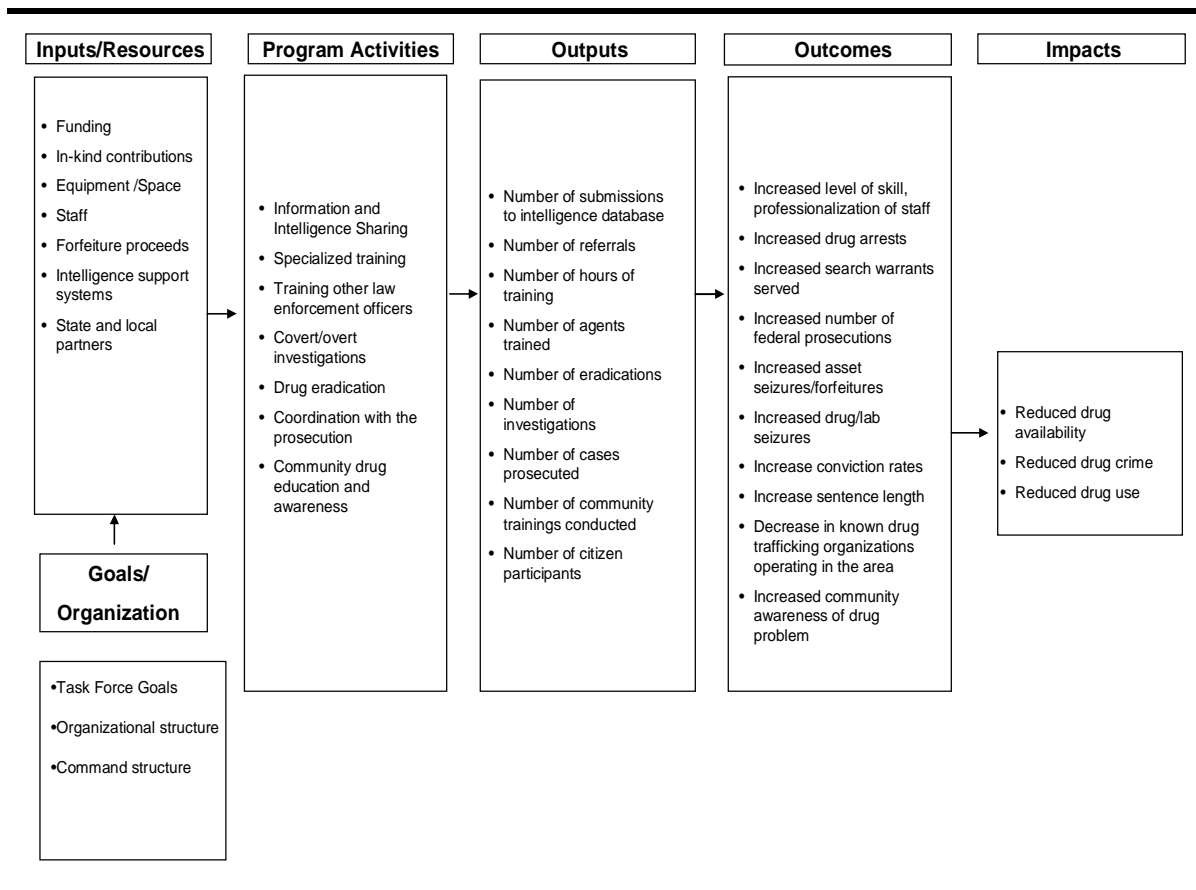 Inputs/Resources
• Funding
• In-kind contributions
• Equipment /Space
• Staff
• Forfeiture proceeds
• Intelligence support
systems
• State and local
partners
Goals/
Organization
•Task Force Goals
•Organizational structure
•Command structure
Program Activities
• Information and
Intelligence Sharing
• Specialized training
• Training other law
enforcement officers
• Covert/overt
investigations
• Drug eradication
• Coordination with the
prosecution
• Community drug
education and
awareness
Outputs
• Number of submissions
to intelligence database
• Number of referrals
• Number of hours of
training
• Number of agents
trained
• Number of eradications
• Number of
investigations
• Number of cases
prosecuted
• Number of community
trainings conducted
• Number of citizen
participants
Outcomes
• Increased level of skill,
professionalization of staff
• Increased drug arrests
• Increased search warrants
served
• Increased number of
federal prosecutions
• Increased asset
seizures/forfeitures
• Increased drug/lab
seizures
• Increase conviction rates
• Increase sentence length
• Decrease in known drug
trafficking organizations
operating in the area
• Increased community
awareness of drug
problem
Impacts
• Reduced drug
availability
• Reduced drug crime
• Reduced drug use